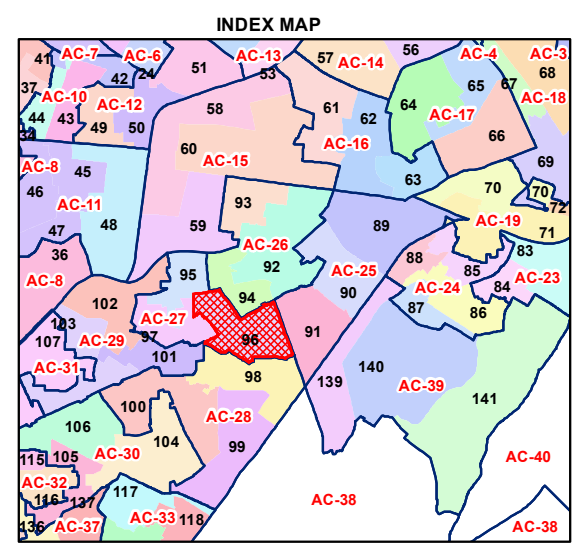 INDEX MAP
AC-7 AC-6 AC-13 56 AC-4 AC-3
41 42 24 51 53 57 AC-14 68
37 AC-10 65 67 AC-18
44 43 AC-12 58 61 62 64 AC-17
34 49 50 66
60 AC-15 AC-16
AC-8 45 63 69
46 AC-11 93 70 70 72
47 48 59 89 AC-19 71
36 AC-26 88 83
AC-8 95 92 AC-25 85 AC-23
94 90 AC-24 84
102 AC-27 87 86
103 97 96 91
107 AC-29
AC-31 101 98 139 140 AC-39 141
100 AC-28
106 104 99
115 105 AC-30 AC-40
AC-32 117 AC-38
116 137
136 AC-37 AC-33 118 AC-38